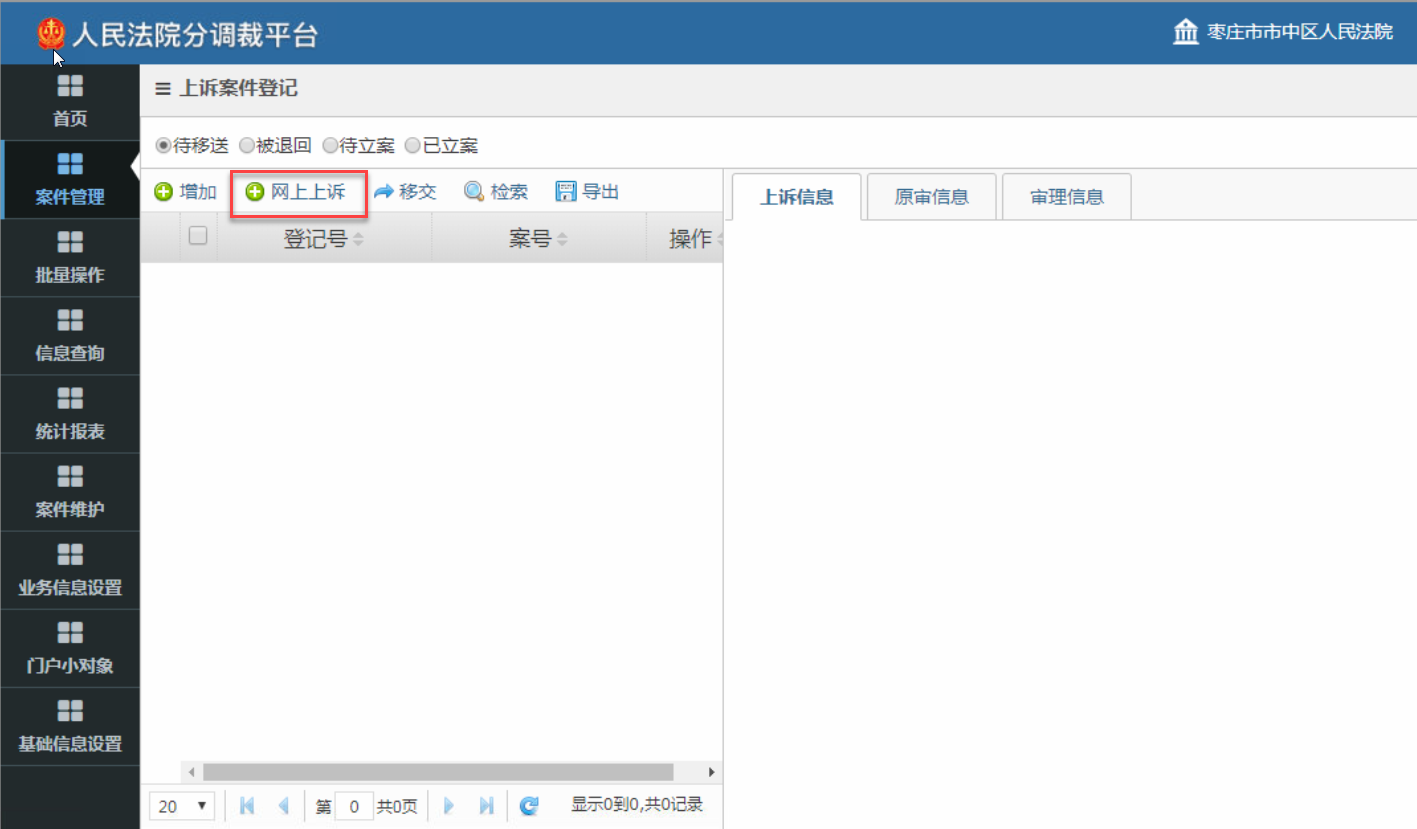 人民法院分调裁平台
枣庄市市中区人民法院
首页
案件管理
批量操作
信息查询
统计报表
案件维护
业务信息设置
门户小对象
基础信息设置
上诉案件登记
待移送 被退回 待立案 已立案
增加 网上上诉 移交 检索 导出
登记号 案号 操作
上诉信息 原审信息 审理信息
20 第 0 共0页 显示0到0,共0记录